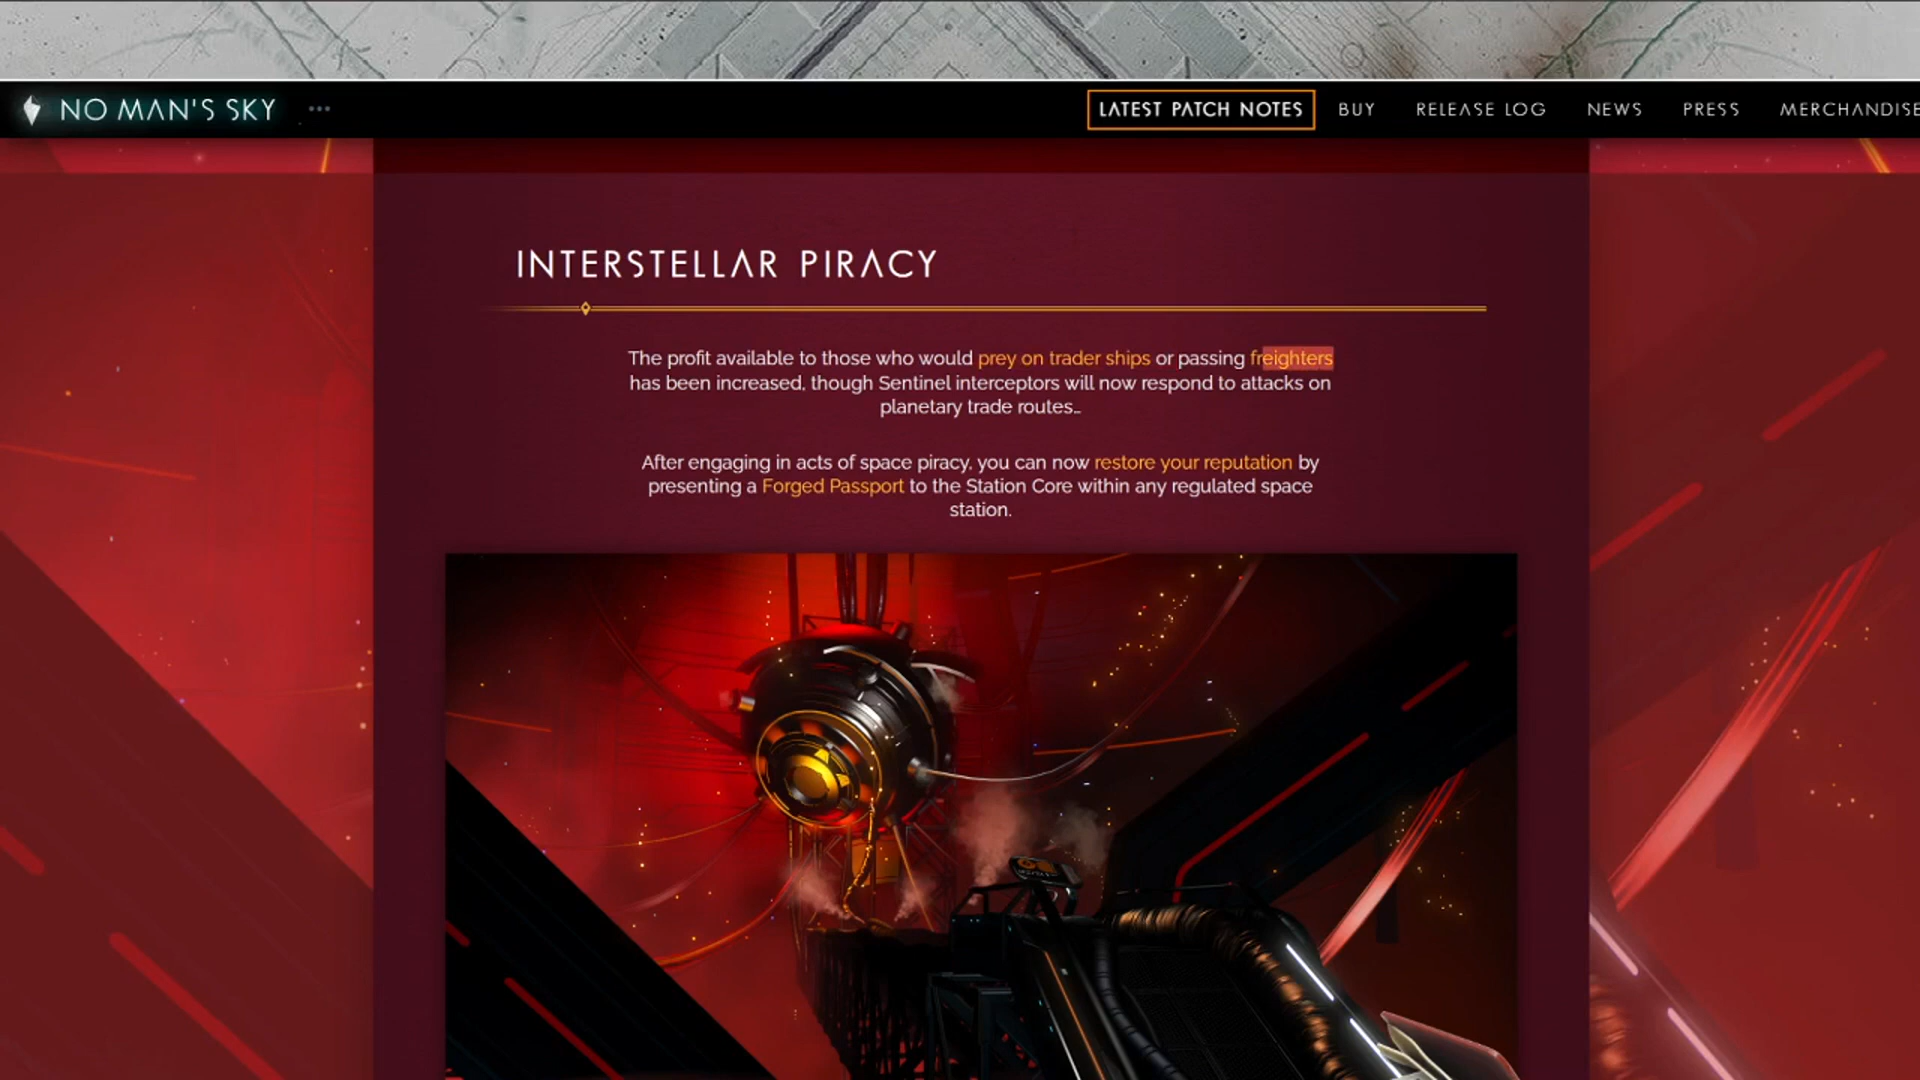 NO MAN'S SKY
LATEST PATCH NOTES
BUY
RELEASE LOG
NEWS
PRESS
MERCHANDISE
INTERSTELLAR PIRACY
The profit available to those who would prey on trader ships or passing freighters
has been increased, though Sentinel interceptors will now respond to attacks on
planetary trade routes…
After engaging in acts of space piracy, you can now restore your reputation by
presenting a Forged Passport to the Station Core within any regulated space
station.